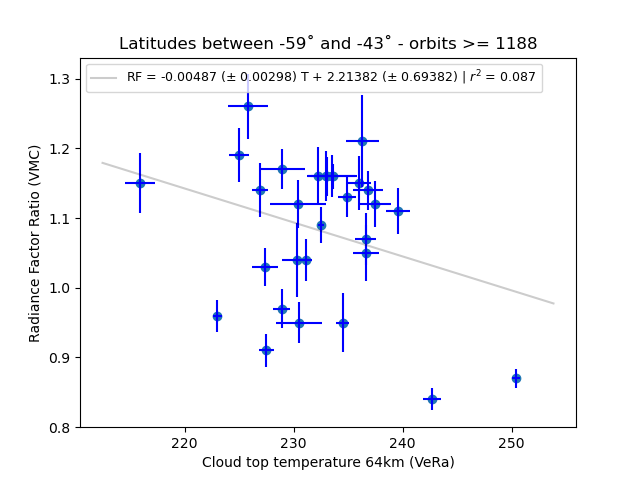 Latitudes between -59˚ and -43˚ - orbits >= 1188
RF = -0.00487 (± 0.00298) T + 2.21382 (± 0.69382) | r² = 0.087
Radiance Factor Ratio (VMC)
1.3
1.2
1.1
1.0
0.9
0.8
220 230 240 250
Cloud top temperature 64km (VeRa)